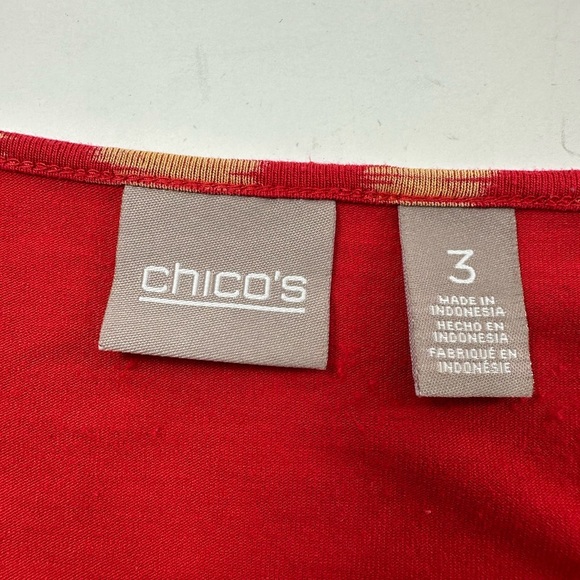 chico's
3
MADE IN
INDONESIA
HECHO EN
INDONESIA
FABRIQUÉ EN
INDONÉSIE